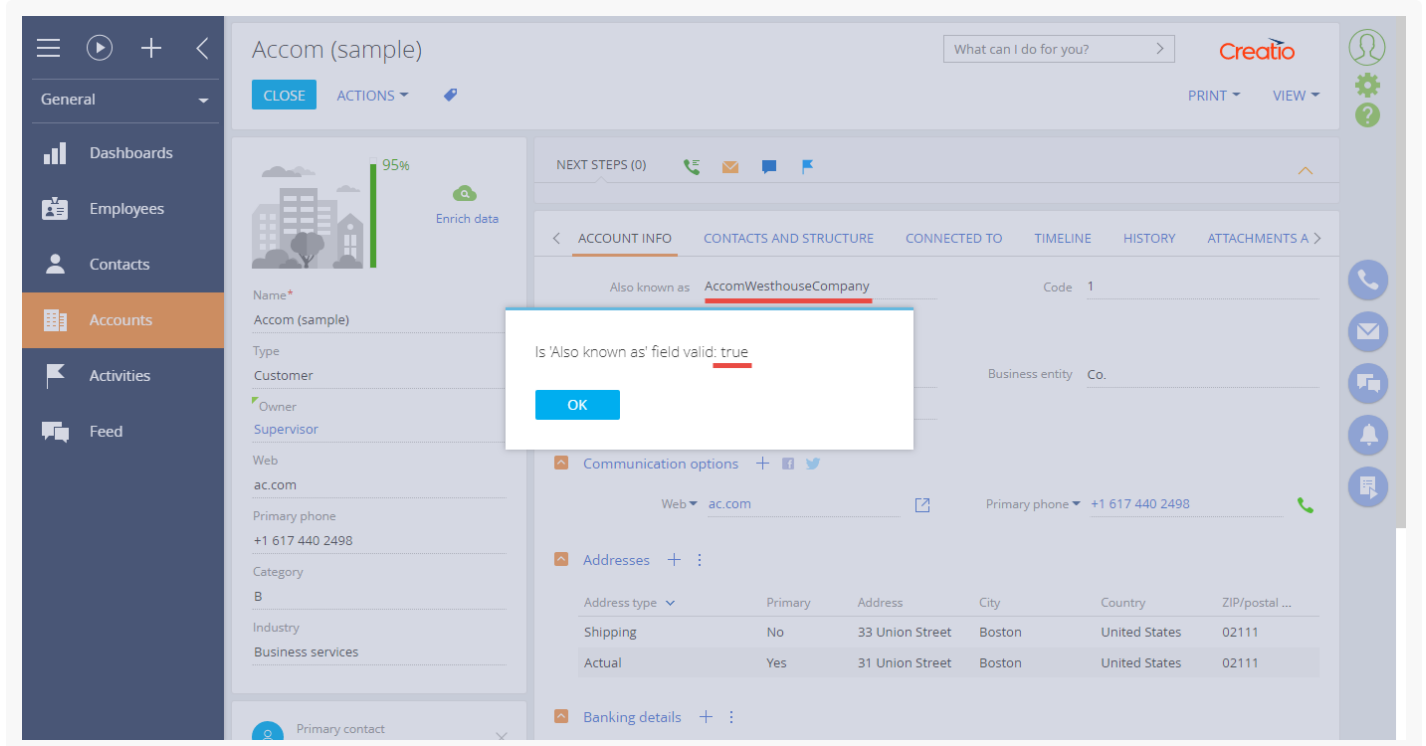 Accom (sample)
What can I do for you?
Creatio
General
CLOSE
ACTIONS
PRINT
VIEW
Dashboards
Employees
Contacts
Accounts
Activities
Feed
95%
Enrich data
Name*
Accom (sample)
Type
Customer
Owner
Supervisor
Web
ac.com
Primary phone
+1 617 440 2498
Category
B
Industry
Business services
Primary contact
NEXT STEPS (0)
ACCOUNT INFO CONTACTS AND STRUCTURE CONNECTED TO TIMELINE HISTORY ATTACHMENTS A
Also known as AccomWesthouseCompany Code 1
Is 'Also known as' field valid: true
OK
Business entity Co.
Communication options
Web ac.com Primary phone +1 617 440 2498
Addresses
Address type Primary Address City Country ZIP/postal ...
Shipping No 33 Union Street Boston United States 02111
Actual Yes 31 Union Street Boston United States 02111
Banking details